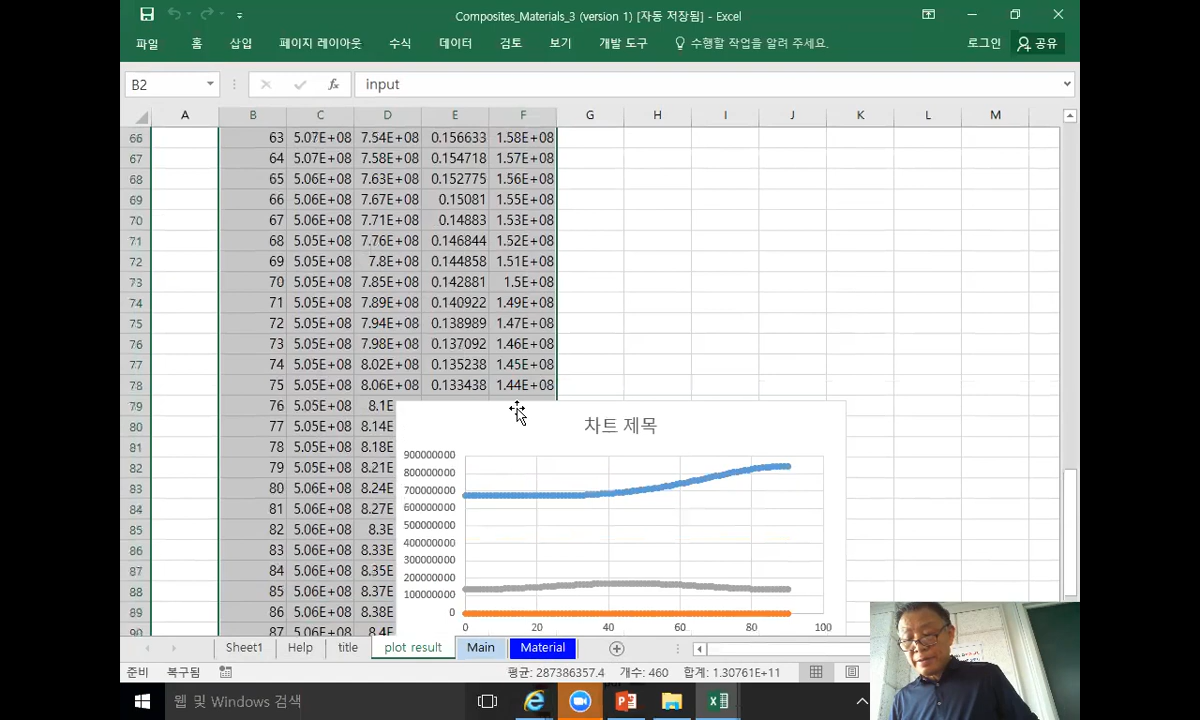 Composites_Materials_3 (version 1) [자동 저장됨] - Excel
파일 홈 삽입 페이지 레이아웃 수식 데이터 검토 보기 개발 도구 수행할 작업을 알려 주세요. 로그인 공유
B2 fx input
A B C D E F G H I J K L M
66 63 5.07E+08 7.54E+08 0.156633 1.58E+08
67 64 5.07E+08 7.58E+08 0.154718 1.57E+08
68 65 5.06E+08 7.63E+08 0.152775 1.56E+08
69 66 5.06E+08 7.67E+08 0.15081 1.55E+08
70 67 5.06E+08 7.71E+08 0.14883 1.53E+08
71 68 5.05E+08 7.76E+08 0.146844 1.52E+08
72 69 5.05E+08 7.8E+08 0.144858 1.51E+08
73 70 5.05E+08 7.85E+08 0.142881 1.5E+08
74 71 5.05E+08 7.89E+08 0.140922 1.49E+08
75 72 5.05E+08 7.94E+08 0.138989 1.47E+08
76 73 5.05E+08 7.98E+08 0.137092 1.46E+08
77 74 5.05E+08 8.02E+08 0.135238 1.45E+08
78 75 5.05E+08 8.06E+08 0.133438 1.44E+08
79 76 5.05E+08 8.1E
80 77 5.05E+08 8.14E
81 78 5.05E+08 8.18E
82 79 5.05E+08 8.21E
83 80 5.06E+08 8.24E
84 81 5.06E+08 8.27E
85 82 5.06E+08 8.3E
86 83 5.06E+08 8.33E
87 84 5.06E+08 8.35E
88 85 5.06E+08 8.37E
89 86 5.06E+08 8.38E
90 87 5.06E+08 8.4E
차트 제목
900000000
800000000
700000000
600000000
500000000
400000000
300000000
200000000
100000000
0
0 20 40 60 80 100
Sheet1 Help title plot result Main Material
준비 복구됨 평균: 287386357.4 개수: 460 합계: 1.30761E+11
웹 및 Windows 검색